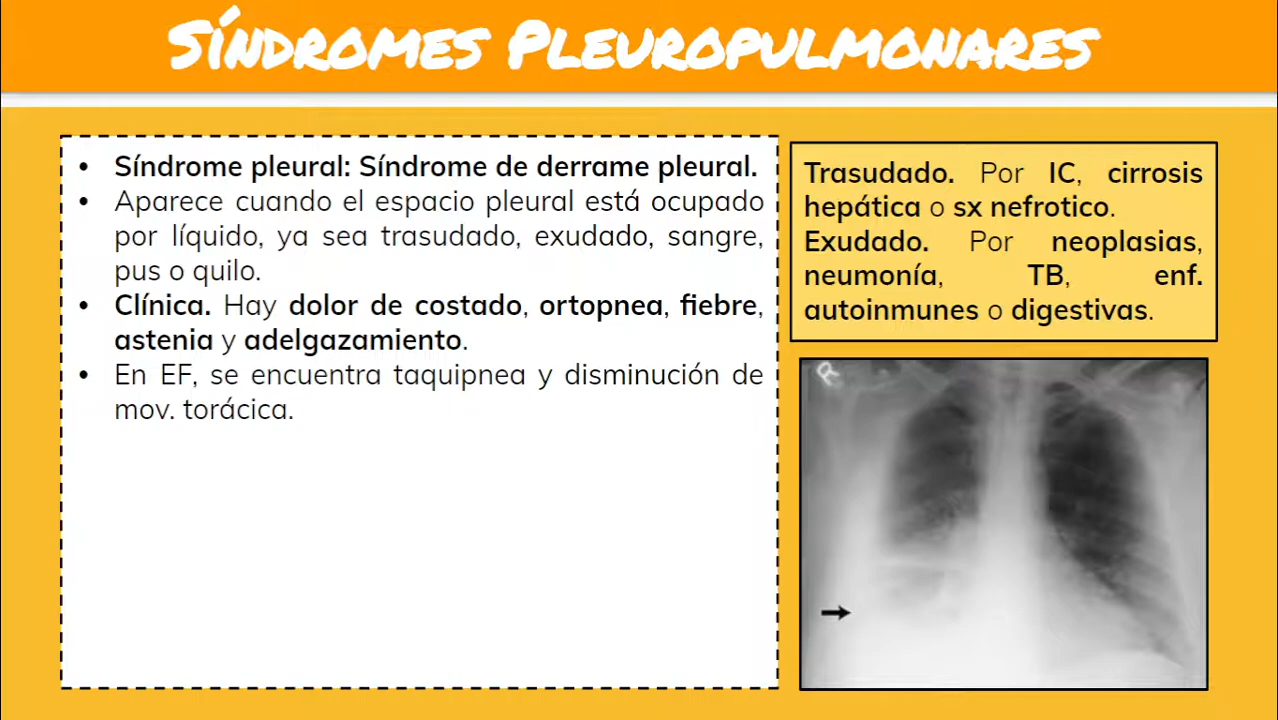 Síndromes Pleuropulmonares
• Síndrome pleural: Síndrome de derrame pleural.
• Aparece cuando el espacio pleural está ocupado
por líquido, ya sea trasudado, exudado, sangre,
pus o quilo.
• Clínica. Hay dolor de costado, ortopnea, fiebre,
astenia y adelgazamiento.
• En EF, se encuentra taquipnea y disminución de
mov. torácica.
Trasudado. Por IC, cirrosis
hepática o sx nefrotico.
Exudado. Por neoplasias,
neumonía, TB, enf.
autoinmunes o digestivas.
R